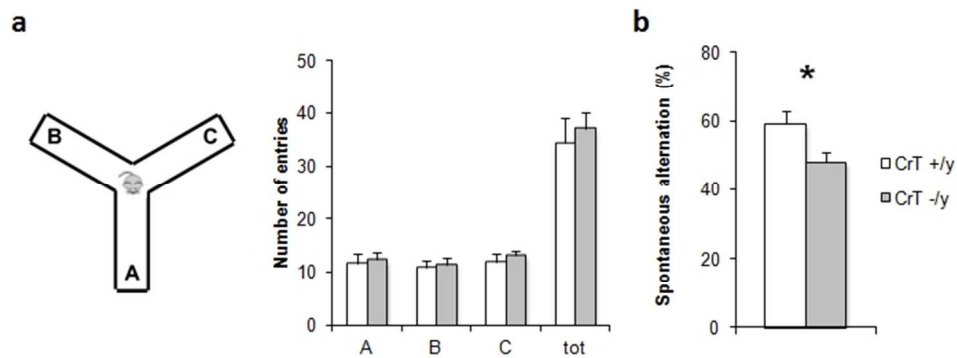 a
B
C
A
Number of entries
50
40
30
20
10
0
A B C tot
b
Spontaneous alternation (%)
80
60
40
20
0
*
CrT +/y
CrT -/y